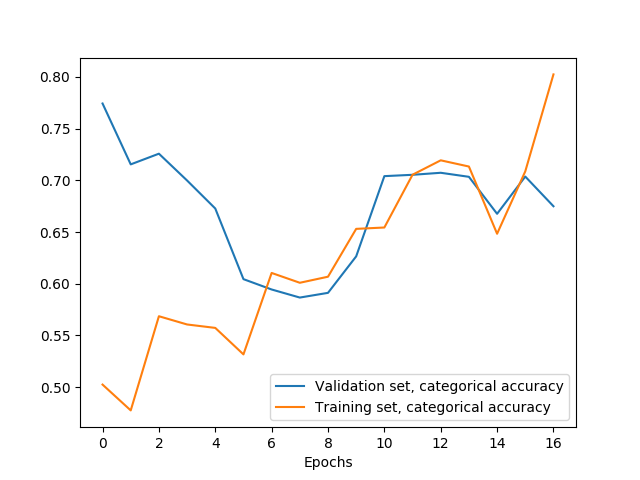 0.80
0.75
0.70
0.65
0.60
0.55
0.50
Validation set, categorical accuracy
Training set, categorical accuracy
0 2 4 6 8 10 12 14 16
Epochs